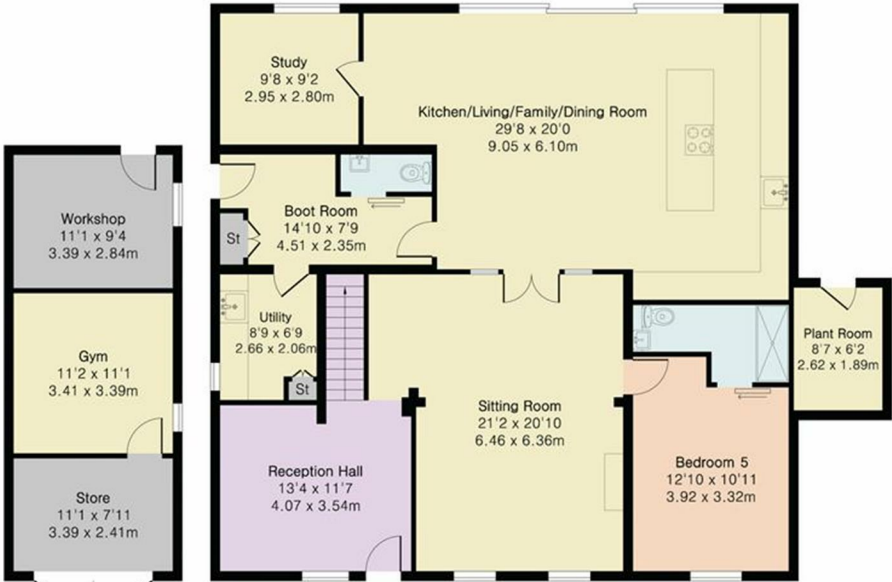 Study
9'8 x 9'2
2.95 x 2.80m
Kitchen/Living/Family/Dining Room
29'8 x 20'0
9.05 x 6.10m
Workshop
11'1 x 9'4
3.39 x 2.84m
Boot Room
14'10 x 7'9
4.51 x 2.35m
St
Utility
8'9 x 6'9
2.66 x 2.06m
St
Plant Room
8'7 x 6'2
2.62 x 1.89m
Gym
11'2 x 11'1
3.41 x 3.39m
Sitting Room
21'2 x 20'10
6.46 x 6.36m
Reception Hall
13'4 x 11'7
4.07 x 3.54m
Bedroom 5
12'10 x 10'11
3.92 x 3.32m
Store
11'1 x 7'11
3.39 x 2.41m